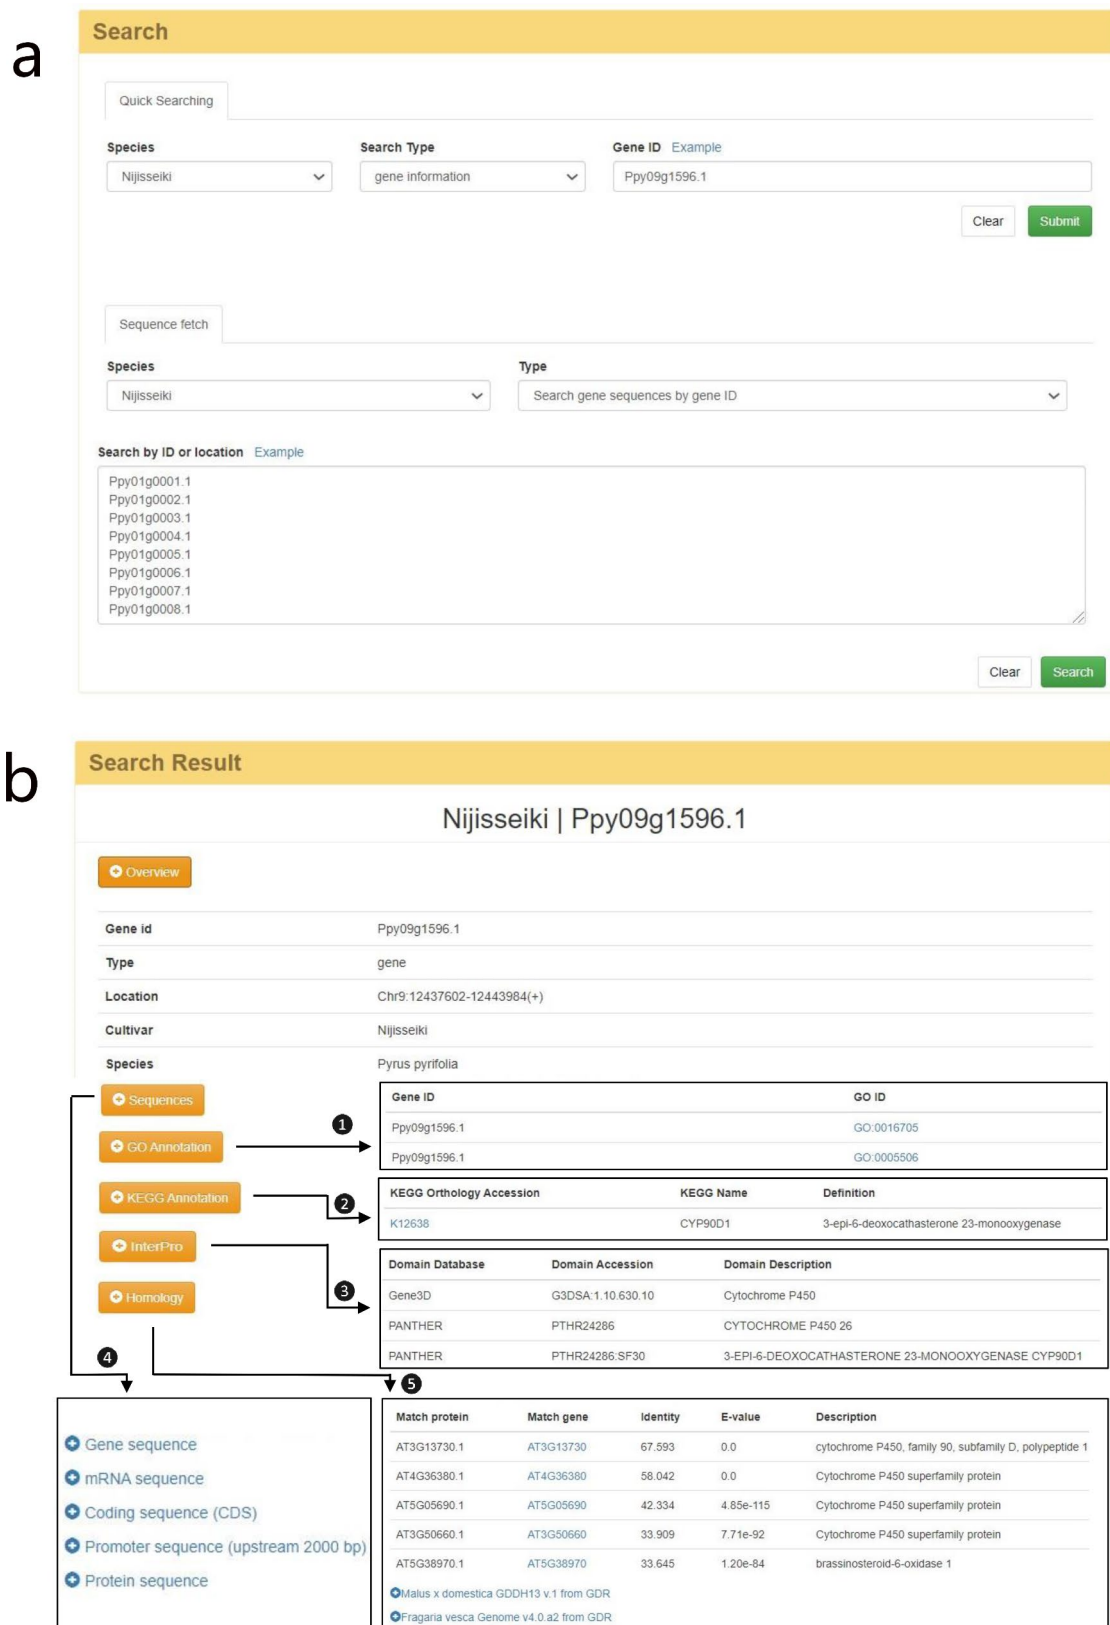 a
Search
Quick Searching
Species Search Type Gene ID Example
Nijisseiki gene information Ppy09g1596.1
Clear Submit
Sequence fetch
Species Type
Nijisseiki Search gene sequences by gene ID
Search by ID or location Example
Ppy01g0001.1
Ppy01g0002.1
Ppy01g0003.1
Ppy01g0004.1
Ppy01g0005.1
Ppy01g0006.1
Ppy01g0007.1
Ppy01g0008.1
Clear Search
b
Search Result
Nijisseiki | Ppy09g1596.1
Overview
Gene id Ppy09g1596.1
Type gene
Location Chr9:12437602-12443984(+)
Cultivar Nijisseiki
Species Pyrus pyrifolia
Sequences
GO Annotation
KEGG Annotation
InterPro
Homology
1
Gene ID GO ID
Ppy09g1596.1 GO:0016705
Ppy09g1596.1 GO:0005506
2
KEGG Orthology Accession KEGG Name Definition
K12638 CYP90D1 3-epi-6-deoxocathasterone 23-monooxygenase
3
Domain Database Domain Accession Domain Description
Gene3D G3DSA:1.10.630.10 Cytochrome P450
PANTHER PTHR24286 CYTOCHROME P450 26
PANTHER PTHR24286:SF30 3-EPI-6-DEOXOCATHASTERONE 23-MONOOXYGENASE CYP90D1
4
Gene sequence
mRNA sequence
Coding sequence (CDS)
Promoter sequence (upstream 2000 bp)
Protein sequence
5
Match protein Match gene Identity E-value Description
AT3G13730.1 AT3G13730 67.593 0.0 cytochrome P450, family 90, subfamily D, polypeptide 1
AT4G36380.1 AT4G36380 58.042 0.0 Cytochrome P450 superfamily protein
AT5G05690.1 AT5G05690 42.334 4.85e-115 Cytochrome P450 superfamily protein
AT3G50660.1 AT3G50660 33.909 7.71e-92 Cytochrome P450 superfamily protein
AT5G38970.1 AT5G38970 33.645 1.20e-84 brassinosteroid-6-oxidase 1
Malus x domestica GDDH13 v.1 from GDR
Fragaria vesca Genome v4.0.a2 from GDR